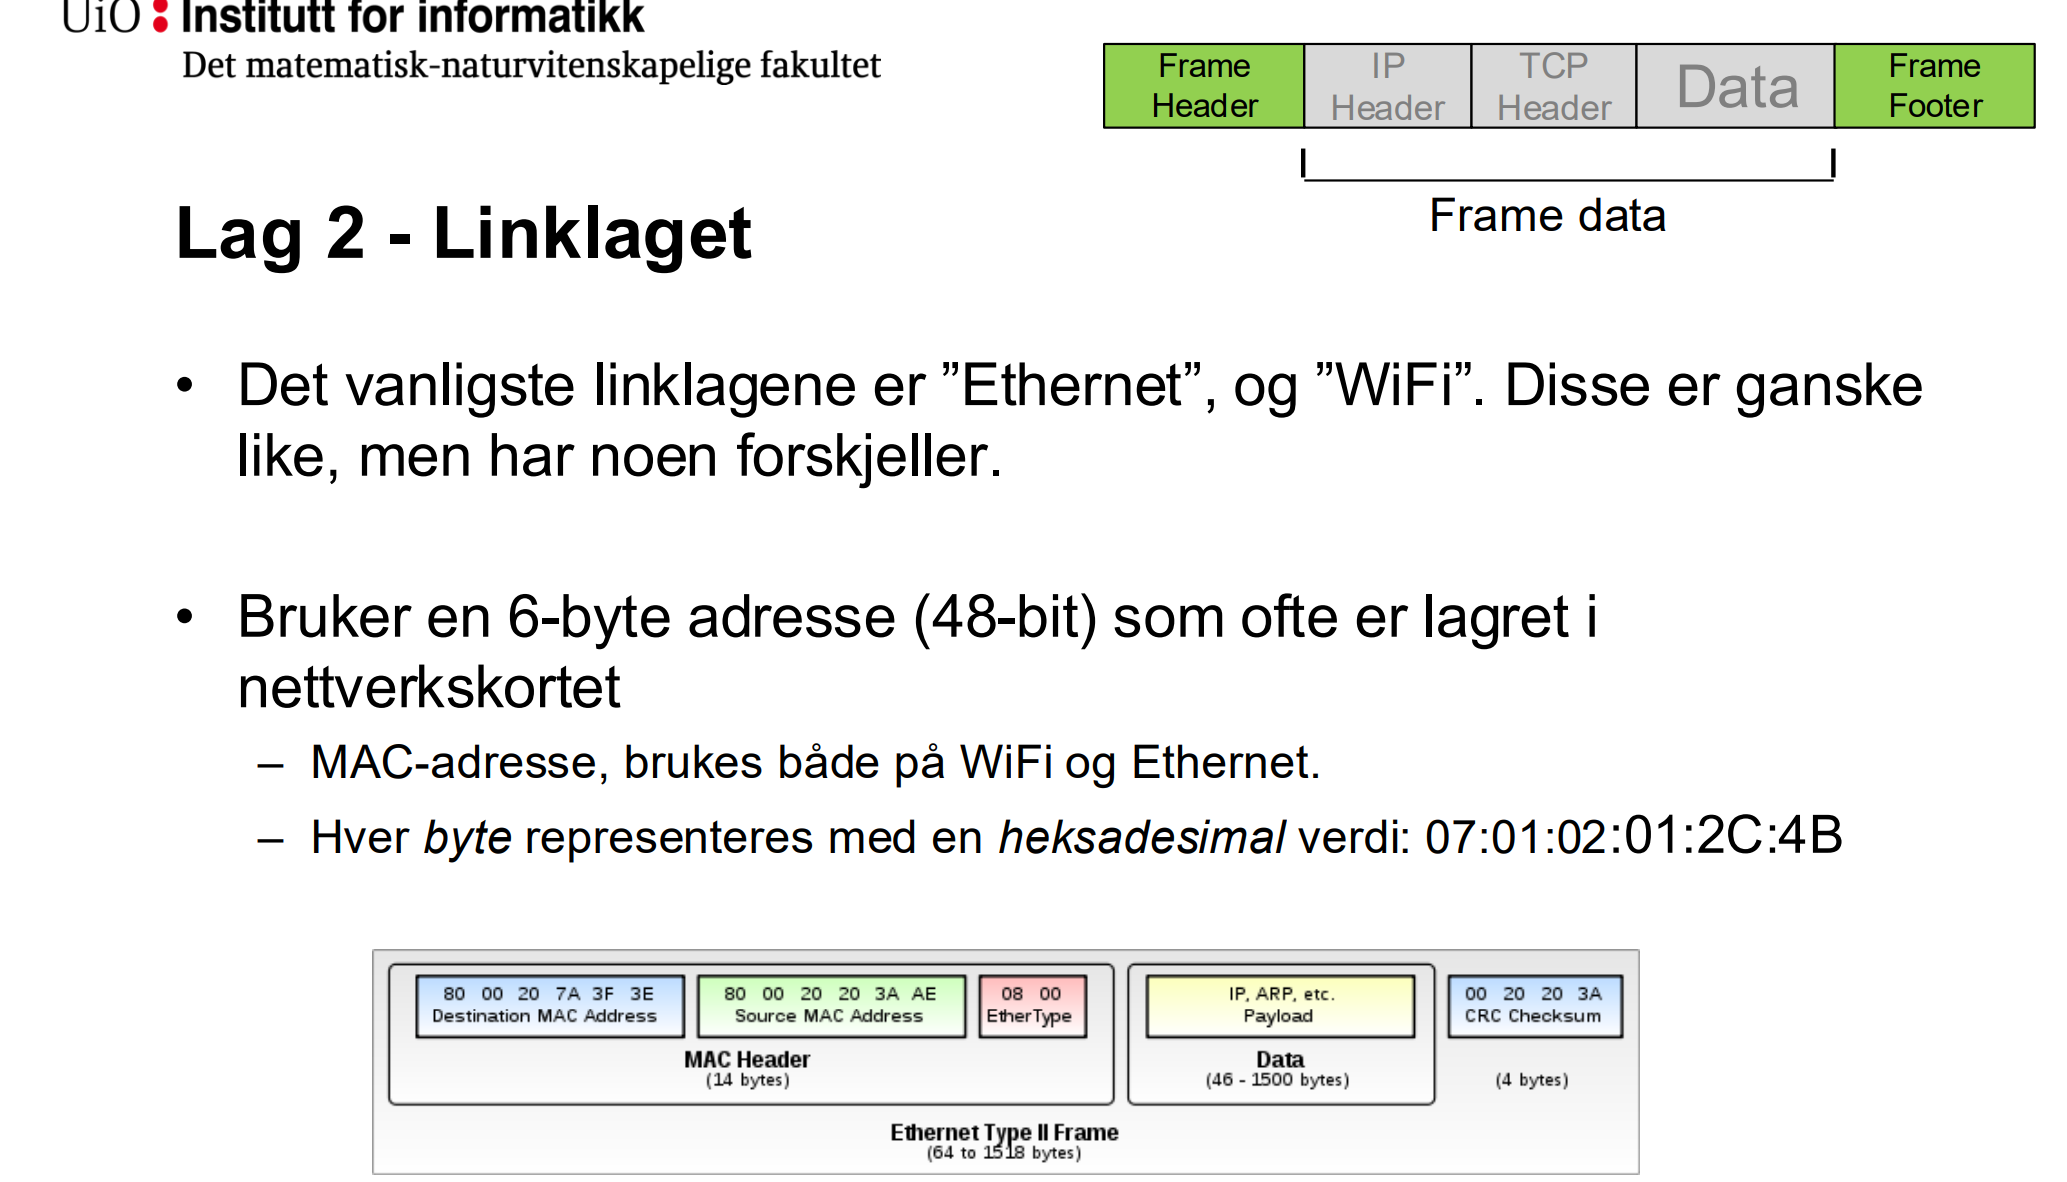 UiO Institutt for informatikk
Det matematisk-naturvitenskapelige fakultet
Frame Header
IP Header
TCP Header
Data
Frame Footer
Frame data
Lag 2 - Linklaget
• Det vanligste linklagene er ”Ethernet”, og ”WiFi”. Disse er ganske
like, men har noen forskjeller.
• Bruker en 6-byte adresse (48-bit) som ofte er lagret i
nettverkskortet
– MAC-adresse, brukes både på WiFi og Ethernet.
– Hver byte representeres med en heksadesimal verdi: 07:01:02:01:2C:4B
80 00 20 7A 3F 3E
Destination MAC Address
80 00 20 20 3A AE
Source MAC Address
08 00
EtherType
MAC Header
(14 bytes)
IP, ARP, etc.
Payload
Data
(46 - 1500 bytes)
00 20 20 3A
CRC Checksum
(4 bytes)
Ethernet Type II Frame
(64 to 1518 bytes)